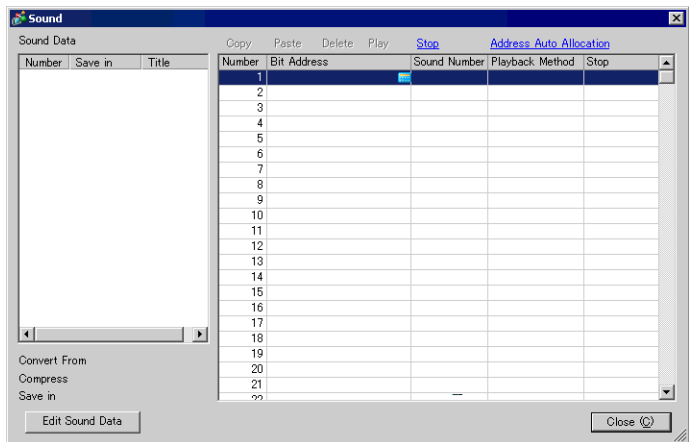 Sound
Sound Data
Copy Paste Delete Play Stop Address Auto Allocation
Number Save in Title
Number Bit Address Sound Number Playback Method Stop
1
2
3
4
5
6
7
8
9
10
11
12
13
14
15
16
17
18
19
20
21
22
Convert From
Compress
Save in
Edit Sound Data
Close (C)